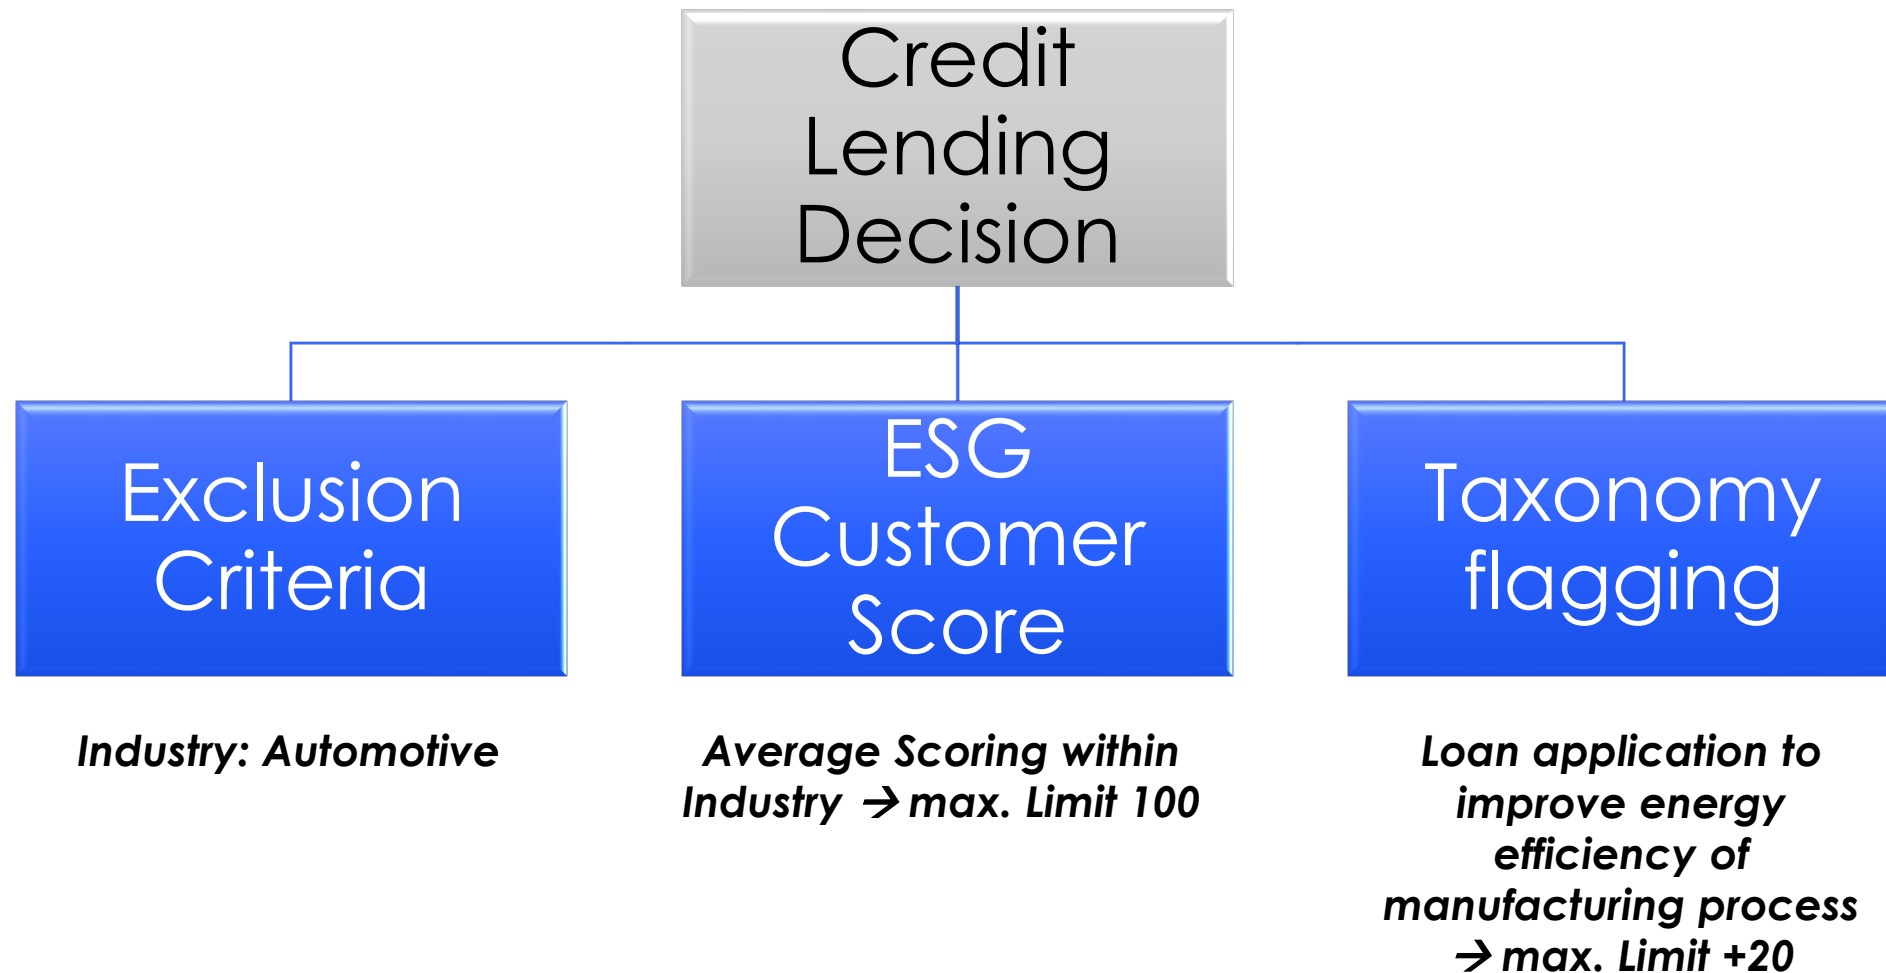 Credit
Lending
Decision
Exclusion
Criteria
ESG
Customer
Score
Taxonomy
flagging
Industry: Automotive
Average Scoring within
Industry → max. Limit 100
Loan application to
improve energy
efficiency of
manufacturing process
→ max. Limit +20